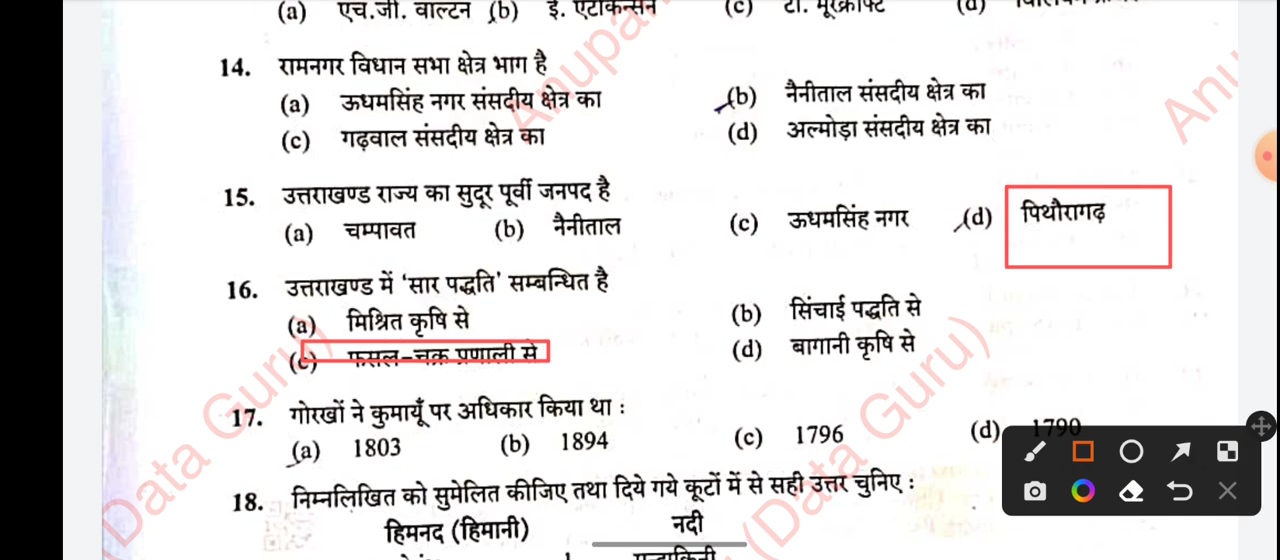 (a) एच.जी. वाल्टन (b) ई. एटकिन्सन (c) टी. मूरक्राफ्ट (d)
14. रामनगर विधान सभा क्षेत्र भाग है
(a) ऊधमसिंह नगर संसदीय क्षेत्र का (b) नैनीताल संसदीय क्षेत्र का
(c) गढ़वाल संसदीय क्षेत्र का (d) अल्मोड़ा संसदीय क्षेत्र का
15. उत्तराखण्ड राज्य का सुदूर पूर्वी जनपद है
(a) चम्पावत (b) नैनीताल (c) ऊधमसिंह नगर (d) पिथौरागढ़
16. उत्तराखण्ड में 'सार पद्धति' सम्बन्धित है
(a) मिश्रित कृषि से (b) सिंचाई पद्धति से
(c) फसल-चक्र प्रणाली से (d) बागानी कृषि से
17. गोरखों ने कुमायूँ पर अधिकार किया था :
(a) 1803 (b) 1894 (c) 1796 (d) 1790
18. निम्नलिखित को सुमेलित कीजिए तथा दिये गये कूटों में से सही उत्तर चुनिए :
हिमनद (हिमानी) नदी
Anupan
Anu
(Data Guru)
(Data Guru)